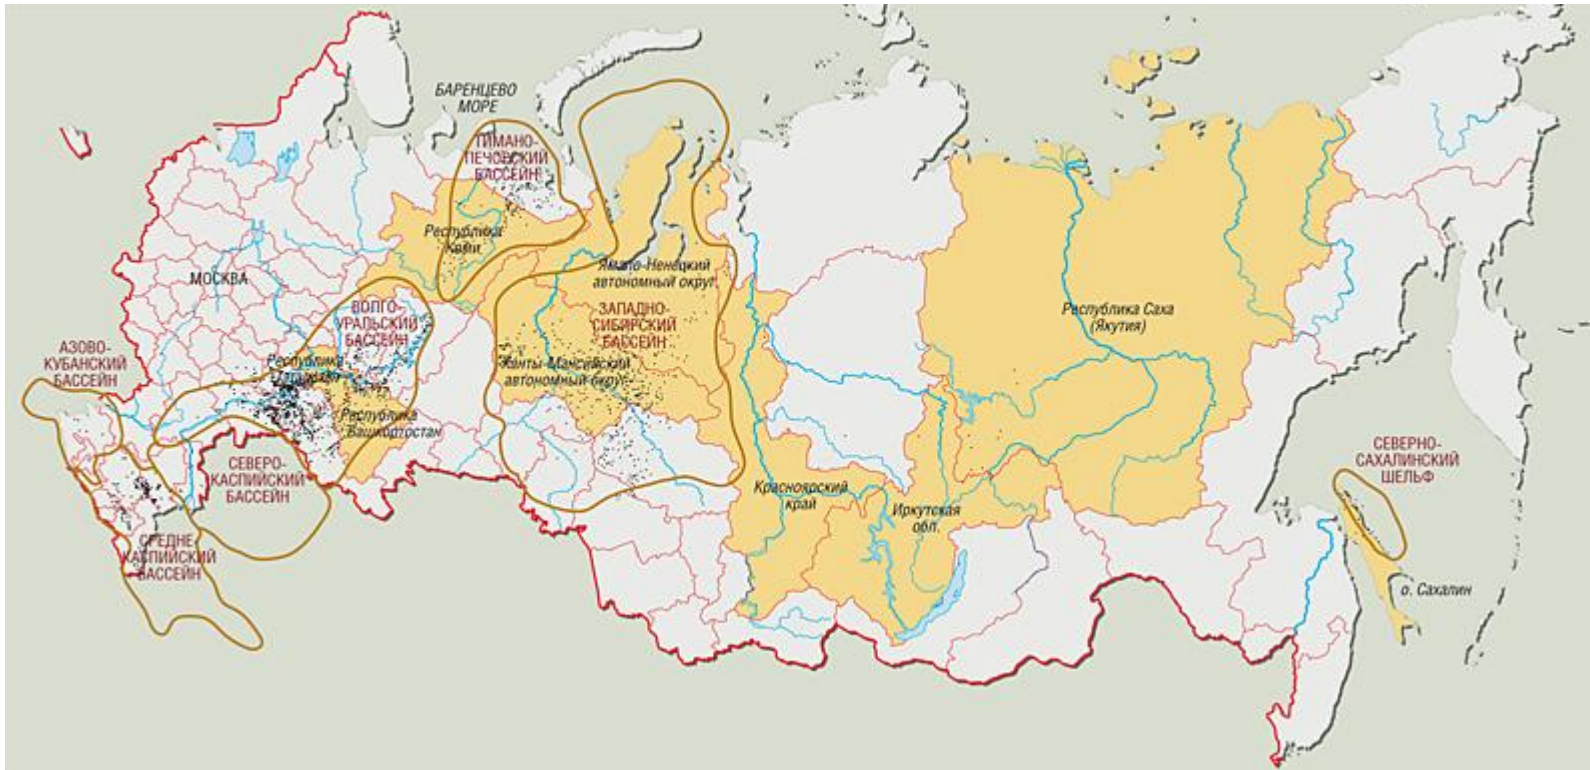 БАРЕНЦЕВО
МОРЕ
ТИМАНО-
ПЕЧОРСКИЙ
БАССЕЙН
Республика
Коми
МОСКВА
Ямало-Ненецкий
автономный округ
ВОЛГО-
УРАЛЬСКИЙ
БАССЕЙН
ЗАПАДНО-
СИБИРСКИЙ
БАССЕЙН
Республика Саха
(Якутия)
АЗОВО-
КУБАНСКИЙ
БАССЕЙН
Республика
Ханты-Мансийский
автономный округ
Республика
Башкортостан
СЕВЕРО-
КАСПИЙСКИЙ
БАССЕЙН
СЕВЕРНО-
САХАЛИНСКИЙ
ШЕЛЬФ
Красноярский
край
Иркутская
обл.
СРЕДНЕ-
КАСПИЙСКИЙ
БАССЕЙН
о. Сахалин